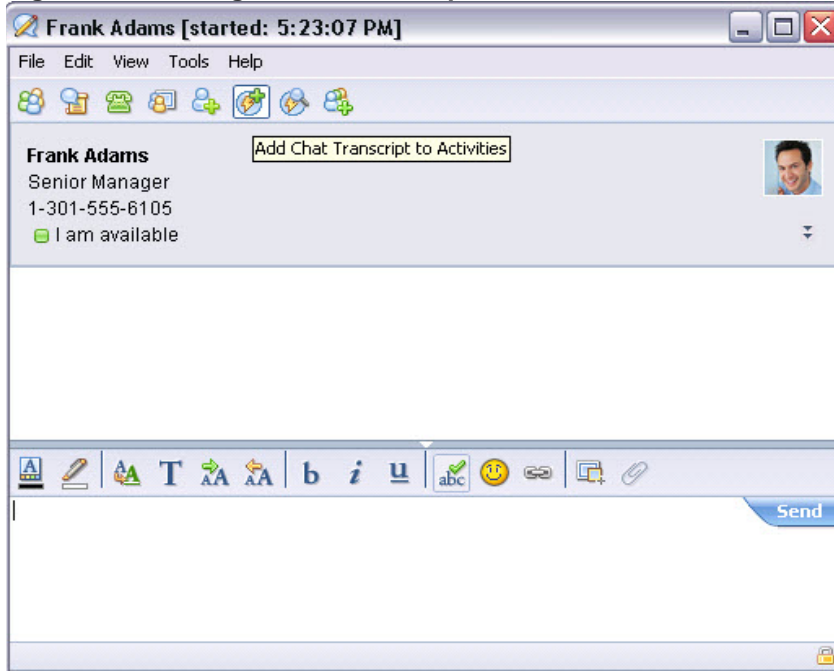 Frank Adams [started: 5:23:07 PM]
File Edit View Tools Help
Add Chat Transcript to Activities
Frank Adams
Senior Manager
1-301-555-6105
I am available
A A A T A A A A b i u abc
Send